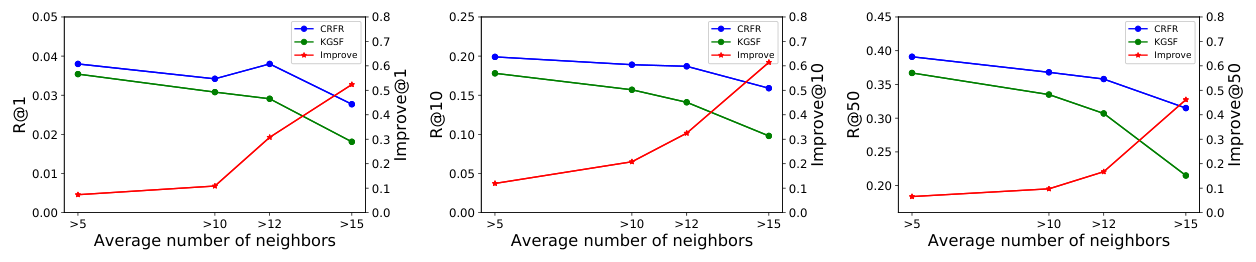 0.05
0.04
0.03
0.02
0.01
0.00
R@1
0.8
0.7
0.6
0.5
0.4
0.3
0.2
0.1
0.0
Improve@1
CRFR
KGSF
Improve
>5 >10 >12 >15
Average number of neighbors
0.25
0.20
0.15
0.10
0.05
0.00
R@10
0.8
0.7
0.6
0.5
0.4
0.3
0.2
0.1
0.0
Improve@10
CRFR
KGSF
Improve
>5 >10 >12 >15
Average number of neighbors
0.45
0.40
0.35
0.30
0.25
0.20
R@50
0.8
0.7
0.6
0.5
0.4
0.3
0.2
0.1
0.0
Improve@50
CRFR
KGSF
Improve
>5 >10 >12 >15
Average number of neighbors